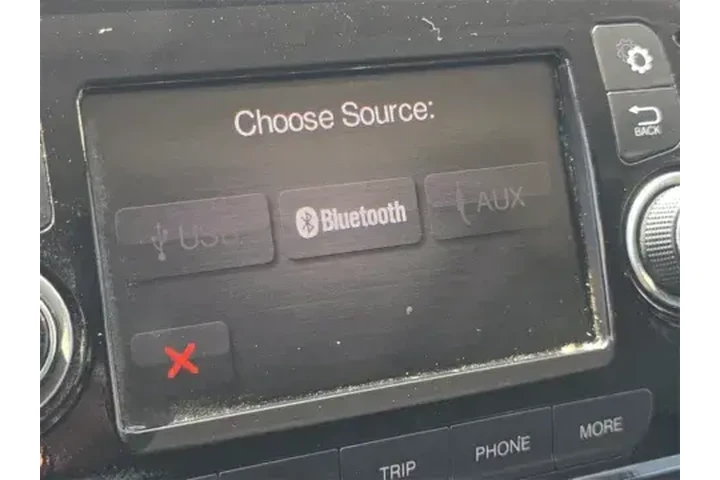 Choose Source:
USB
Bluetooth
AUX
BACK
TRIP
PHONE
MORE